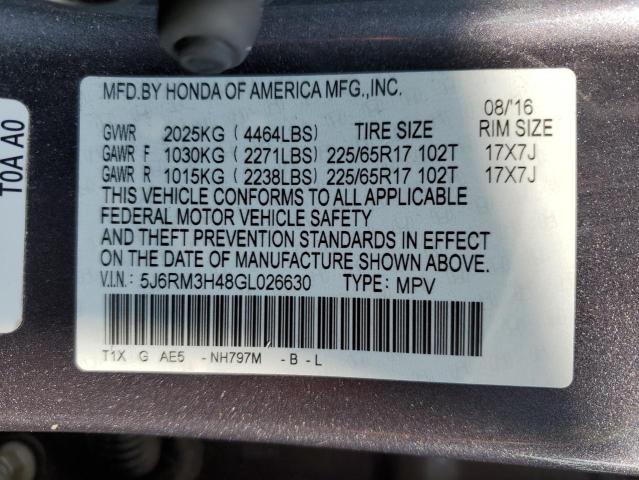 MFD.BY HONDA OF AMERICA MFG.,INC.
08/'16
GVWR 2025KG (4464LBS) TIRE SIZE RIM SIZE
GAWR F 1030KG (2271LBS) 225/65R17 102T 17X7J
GAWR R 1015KG (2238LBS) 225/65R17 102T 17X7J
THIS VEHICLE CONFORMS TO ALL APPLICABLE
FEDERAL MOTOR VEHICLE SAFETY
AND THEFT PREVENTION STANDARDS IN EFFECT
ON THE DATE OF MANUFACTURE SHOWN ABOVE.
V.I.N.: 5J6RM3H48GL026630 TYPE: MPV
T1X G AE5 -NH797M -B-L
T0A A0